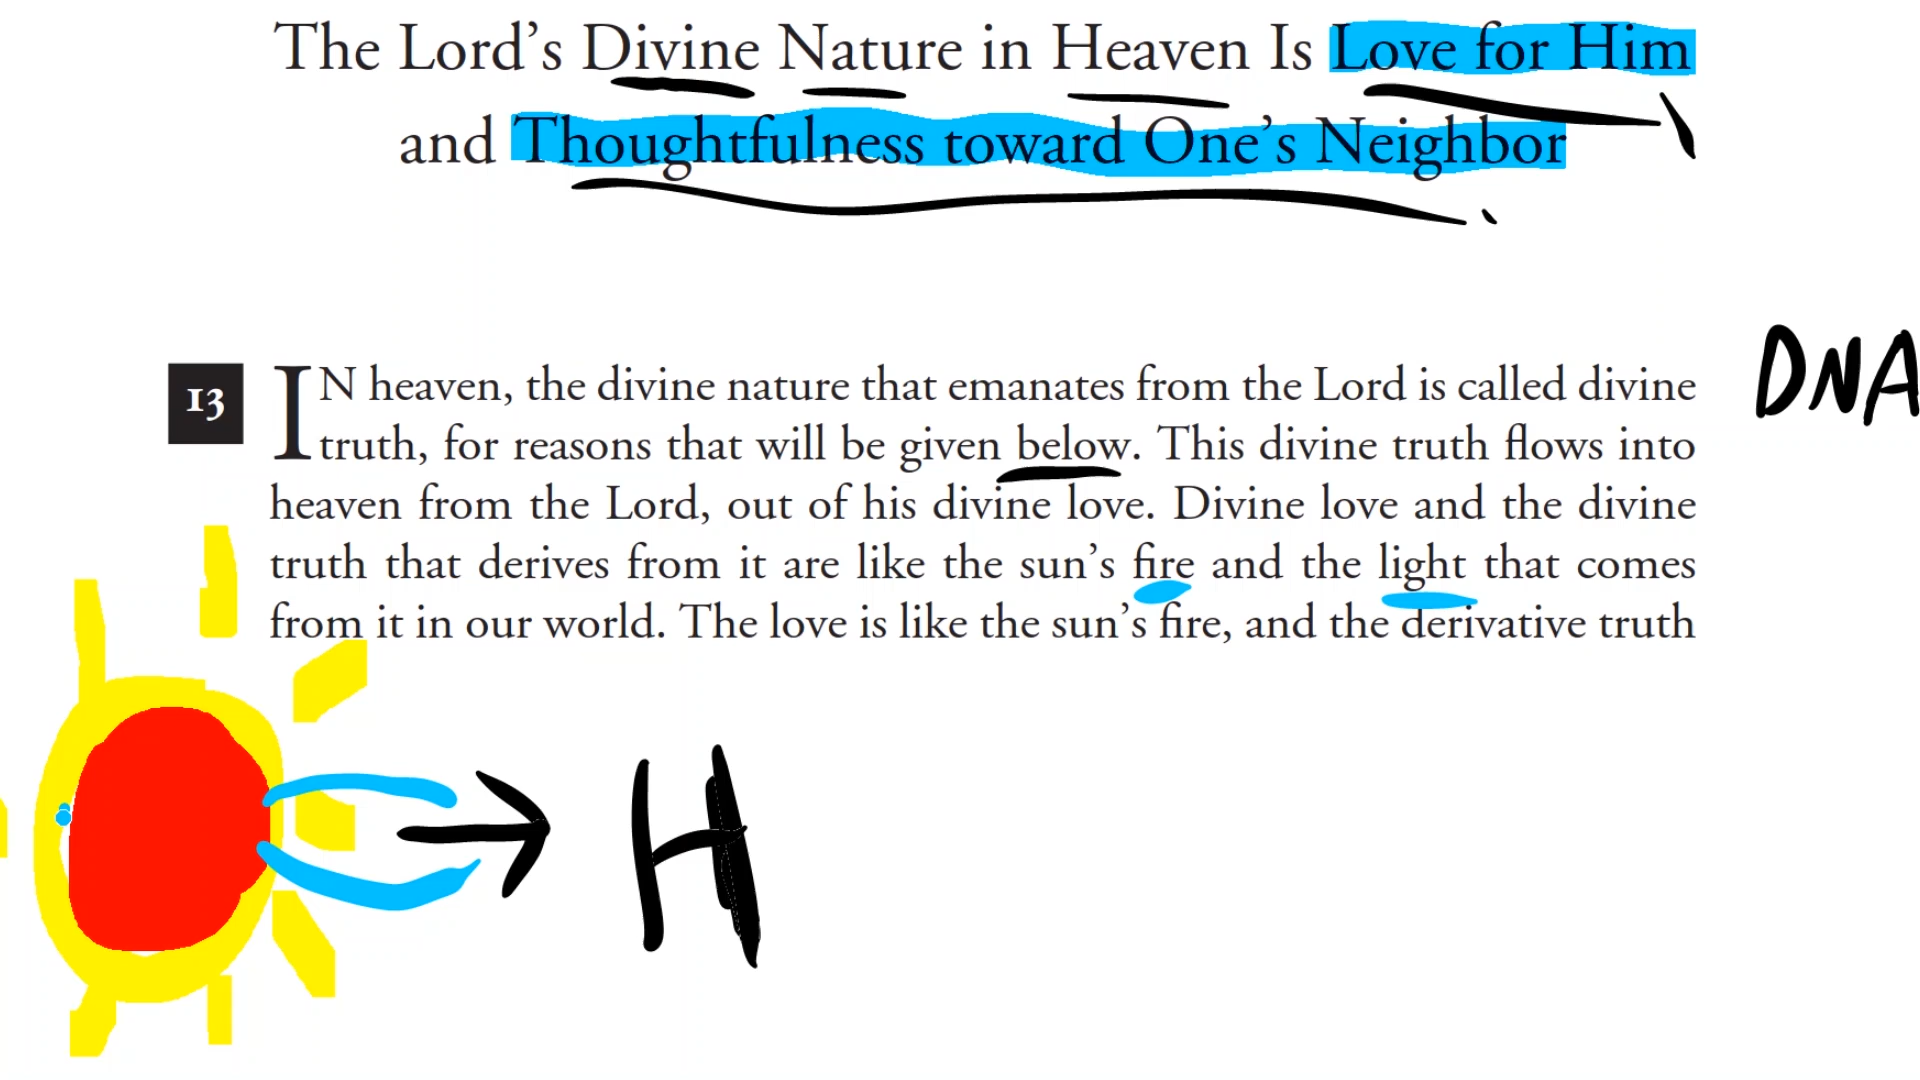 The Lord’s Divine Nature in Heaven Is Love for Him
and Thoughtfulness toward One’s Neighbor
DNA
13
IN heaven, the divine nature that emanates from the Lord is called divine
truth, for reasons that will be given below. This divine truth flows into
heaven from the Lord, out of his divine love. Divine love and the divine
truth that derives from it are like the sun’s fire and the light that comes
from it in our world. The love is like the sun’s fire, and the derivative truth
H